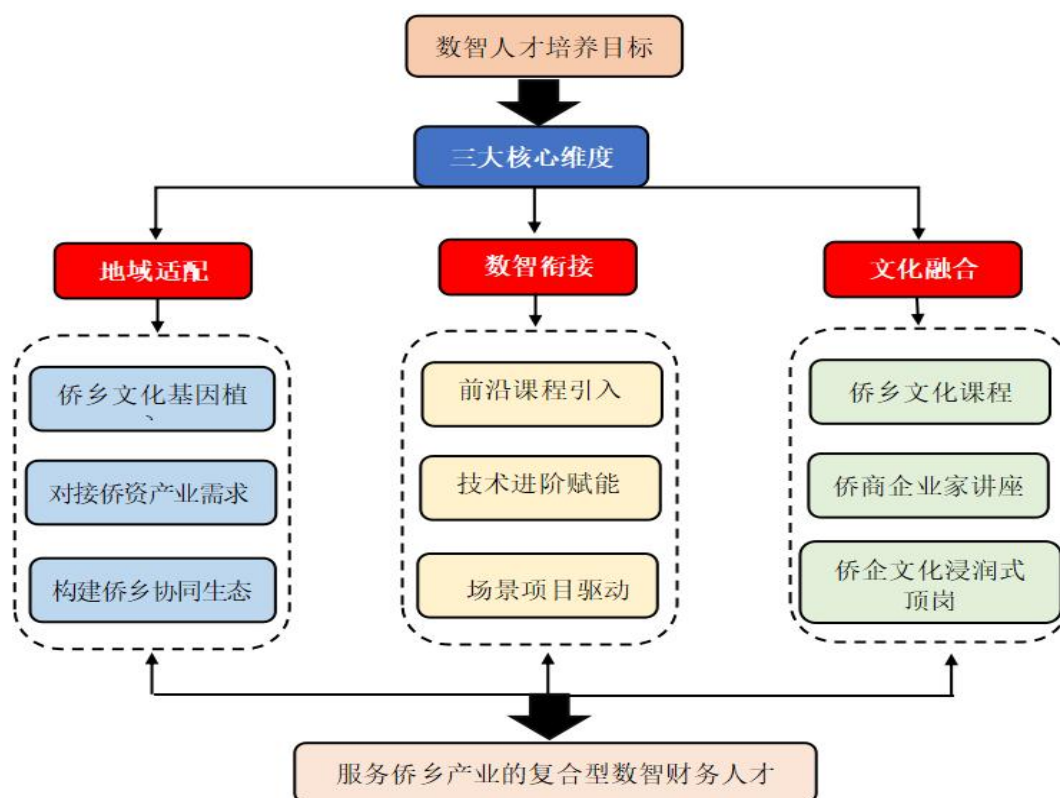 数智人才培养目标
三大核心维度
地域适配
数智衔接
文化融合
侨乡文化基因植
对接侨资产业需求
构建侨乡协同生态
前沿课程引入
技术进阶赋能
场景项目驱动
侨乡文化课程
侨商企业家讲座
侨企文化浸润式
顶岗
服务侨乡产业的复合型数智财务人才